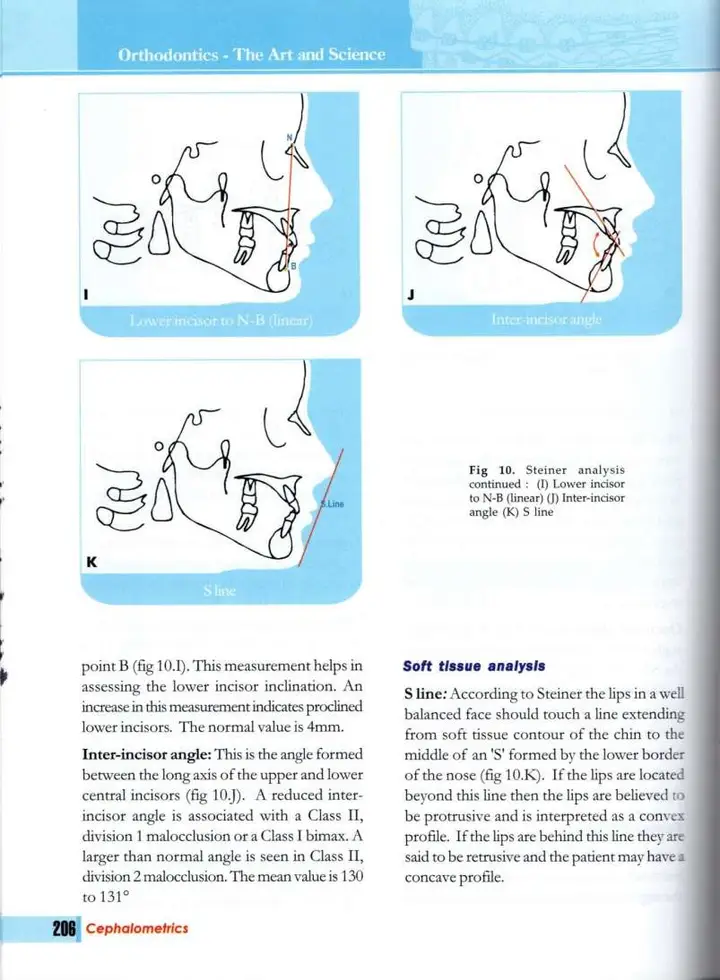 Orthodontics - The Art and Science
N
B
I
Lower incisor to N-B (linear)
J
Inter-incisor angle
S.Line
K
S line
Fig 10. Steiner analysis
continued : (I) Lower incisor
to N-B (linear) (J) Inter-incisor
angle (K) S line
point B (fig 10.I). This measurement helps in
assessing the lower incisor inclination. An
increase in this measurement indicates proclined
lower incisors. The normal value is 4mm.
Inter-incisor angle: This is the angle formed
between the long axis of the upper and lower
central incisors (fig 10.J). A reduced inter-
incisor angle is associated with a Class II,
division 1 malocclusion or a Class I bimax. A
larger than normal angle is seen in Class II,
division 2 malocclusion. The mean value is 130
to 131°
Soft tissue analysis
S line: According to Steiner the lips in a well
balanced face should touch a line extending
from soft tissue contour of the chin to the
middle of an 'S' formed by the lower border
of the nose (fig 10.K). If the lips are located
beyond this line then the lips are believed to
be protrusive and is interpreted as a convex
profile. If the lips are behind this line they are
said to be retrusive and the patient may have a
concave profile.
206 Cephalometrics